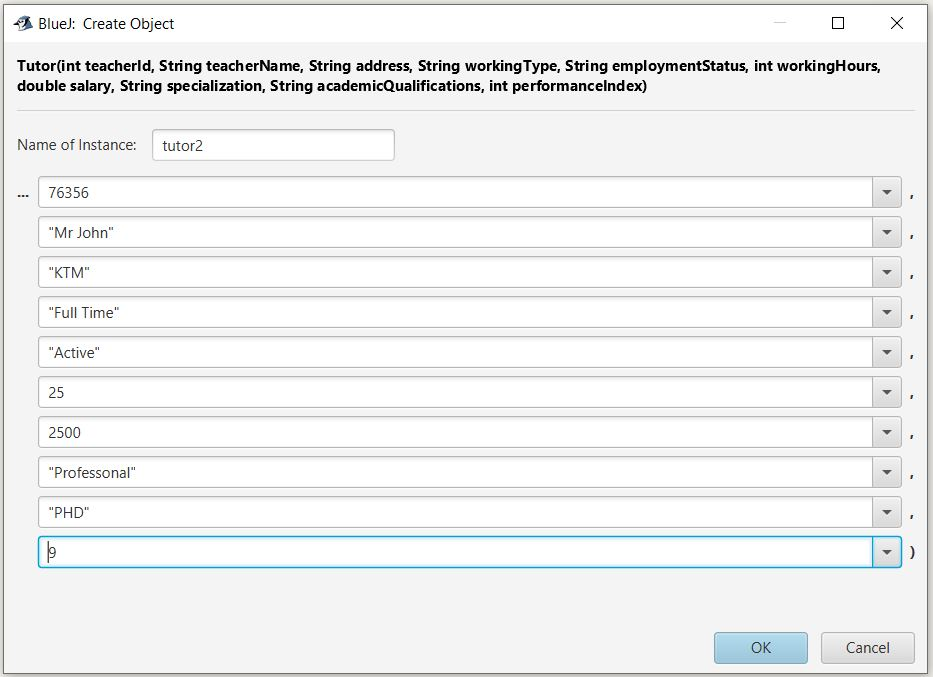 BlueJ: Create Object
Tutor(int teacherId, String teacherName, String address, String workingType, String employmentStatus, int workingHours,
double salary, String specialization, String academicQualifications, int performanceIndex)
Name of Instance: tutor2
... 76356 ,
"Mr John" ,
"KTM" ,
"Full Time" ,
"Active" ,
25 ,
2500 ,
"Professonal" ,
"PHD" ,
9 )
OK Cancel